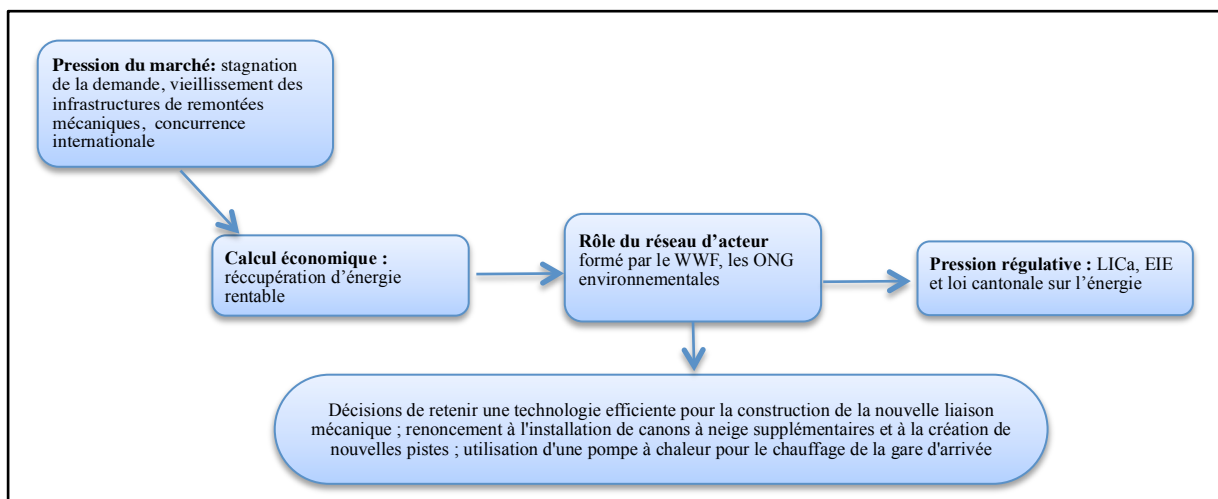 Pression du marché: stagnation
de la demande, vieillissement des
infrastructures de remontées
mécaniques, concurrence
internationale
Calcul économique :
réccupération d'énergie
rentable
Rôle du réseau d'acteur
formé par le WWF, les ONG
environnementales
Pression régulative : LICa, EIE
et loi cantonale sur l'énergie
Décisions de retenir une technologie efficiente pour la construction de la nouvelle liaison
mécanique ; renoncement à l'installation de canons à neige supplémentaires et à la création de
nouvelles pistes ; utilisation d'une pompe à chaleur pour le chauffage de la gare d'arrivée